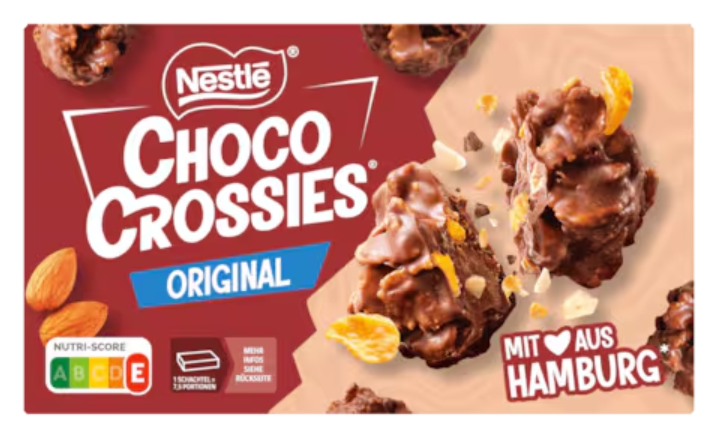 Nestlé®
CHOCO
CROSSIES®
ORIGINAL
NUTRI-SCORE
A B C D E
1 SCHACHTEL =
7,5 PORTIONEN
MEHR
INFOS
SIEHE
RÜCKSEITE
MIT AUS
HAMBURG*